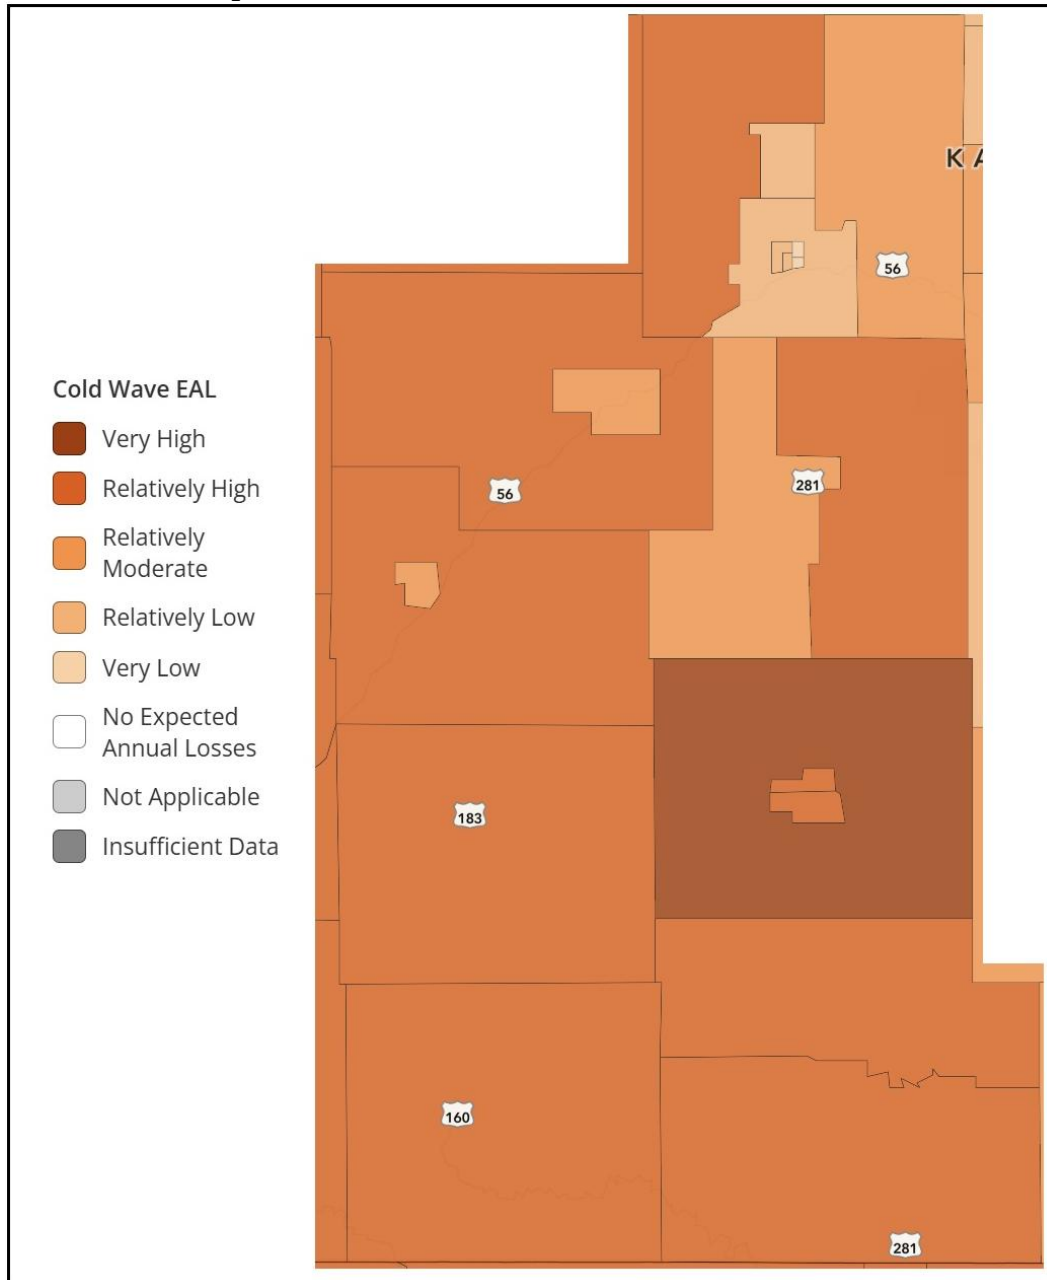 K A
56
Cold Wave EAL
Very High
Relatively High
Relatively
Moderate
Relatively Low
Very Low
No Expected
Annual Losses
Not Applicable
Insufficient Data
56
281
183
160
281